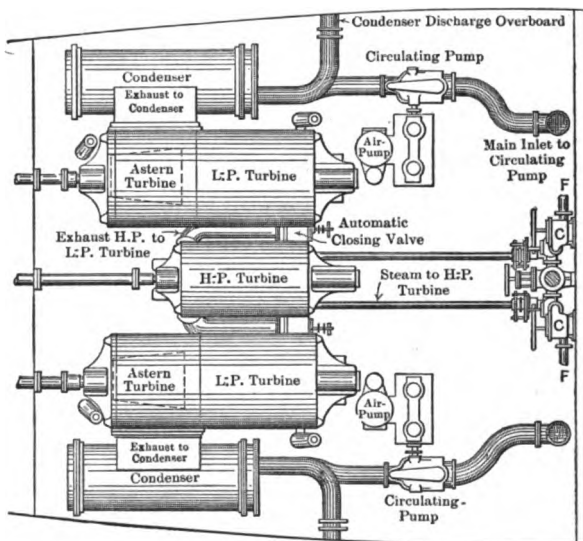 Condenser Discharge Overboard
Circulating Pump
Condenser
Exhaust to
Condenser
Air-
Pump
Main Inlet to
Circulating
Pump
Astern
Turbine
L.P. Turbine
F
Exhaust H.P. to
L.P. Turbine
Automatic
Closing Valve
C
H.P. Turbine
Steam to H.P.
Turbine
C
Astern
Turbine
L.P. Turbine
F
Air-
Pump
Exhaust to
Condenser
Condenser
Circulating-
Pump